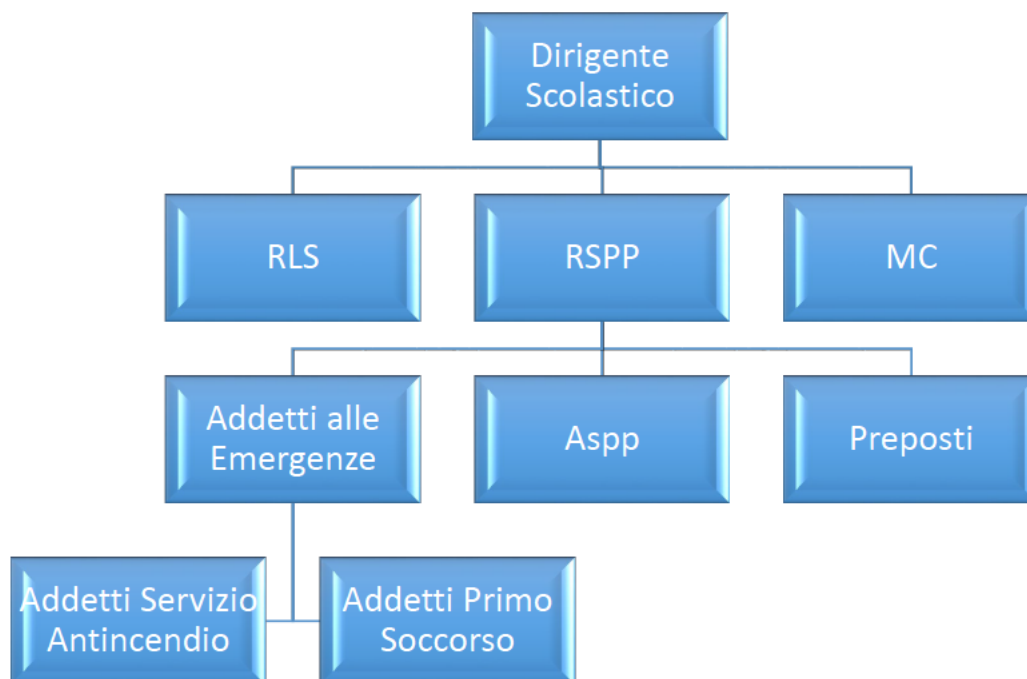 Dirigente
Scolastico
RLS
RSPP
MC
Addetti alle
Emergenze
Aspp
Preposti
Addetti Servizio
Antincendio
Addetti Primo
Soccorso